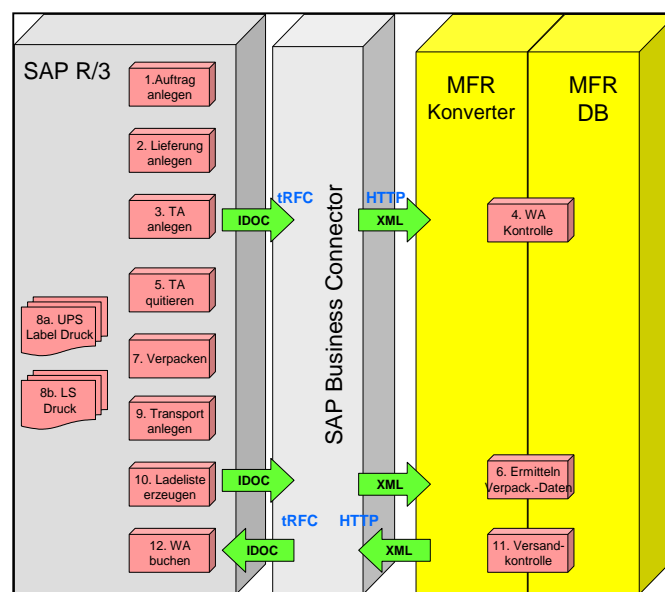 SAP R/3
1.Auftrag
anlegen
2. Lieferung
anlegen
3. TA
anlegen
5. TA
quitieren
8a. UPS
Label Druck
7. Verpacken
8b. LS
Druck
9. Transport
anlegen
10. Ladeliste
erzeugen
12. WA
buchen
tRFC
IDOC
IDOC
tRFC
IDOC
SAP Business Connector
HTTP
XML
XML
HTTP
XML
MFR
Konverter
MFR
DB
4. WA
Kontrolle
6. Ermitteln
Verpack.-Daten
11. Versand-
kontrolle